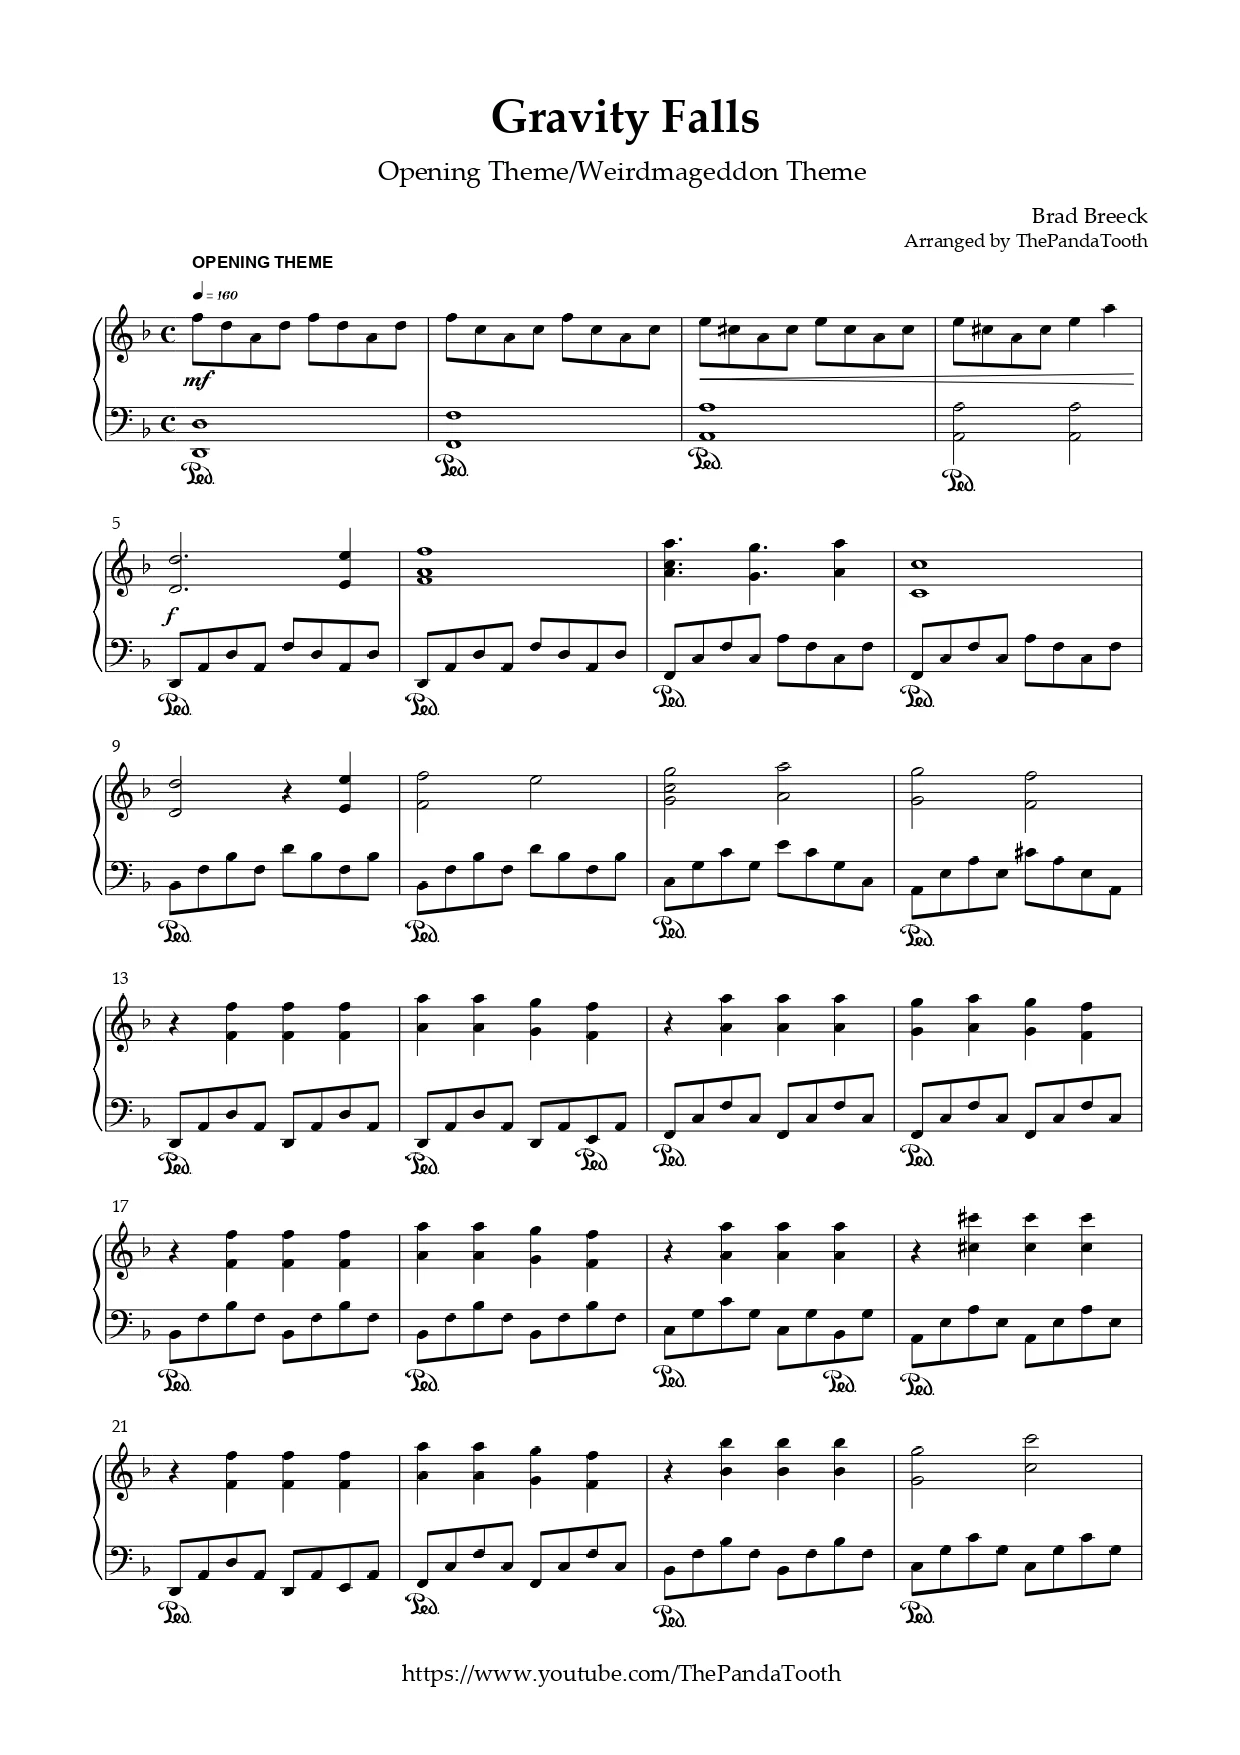 Gravity Falls
Opening Theme/Weirdmageddon Theme
Brad Breeck
Arranged by ThePandaTooth
OPENING THEME
= 160
mf
Ped. Ped. Ped. Ped.
5
f
Ped. Ped. Ped. Ped.
9
Ped. Ped. Ped. Ped.
13
Ped. Ped. Ped. Ped. Ped.
17
Ped. Ped. Ped. Ped. Ped.
21
Ped. Ped. Ped. Ped.
https://www.youtube.com/ThePandaTooth